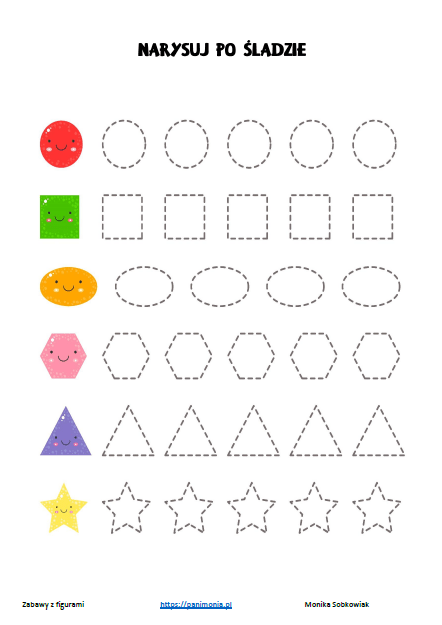 NARYSUJ PO ŚLADZIE
Zabawy z figurami https://panimonia.pl Monika Sobkowiak